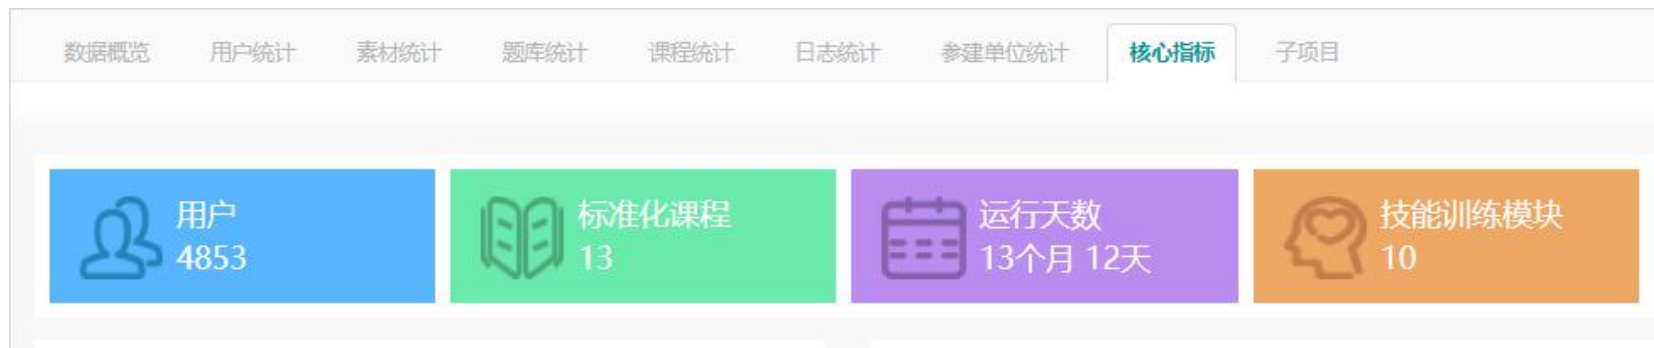 数据概览 用户统计 素材统计 题库统计 课程统计 日志统计 参建单位统计 核心指标 子项目
用户
4853
标准化课程
13
运行天数
13个月 12天
技能训练模块
10